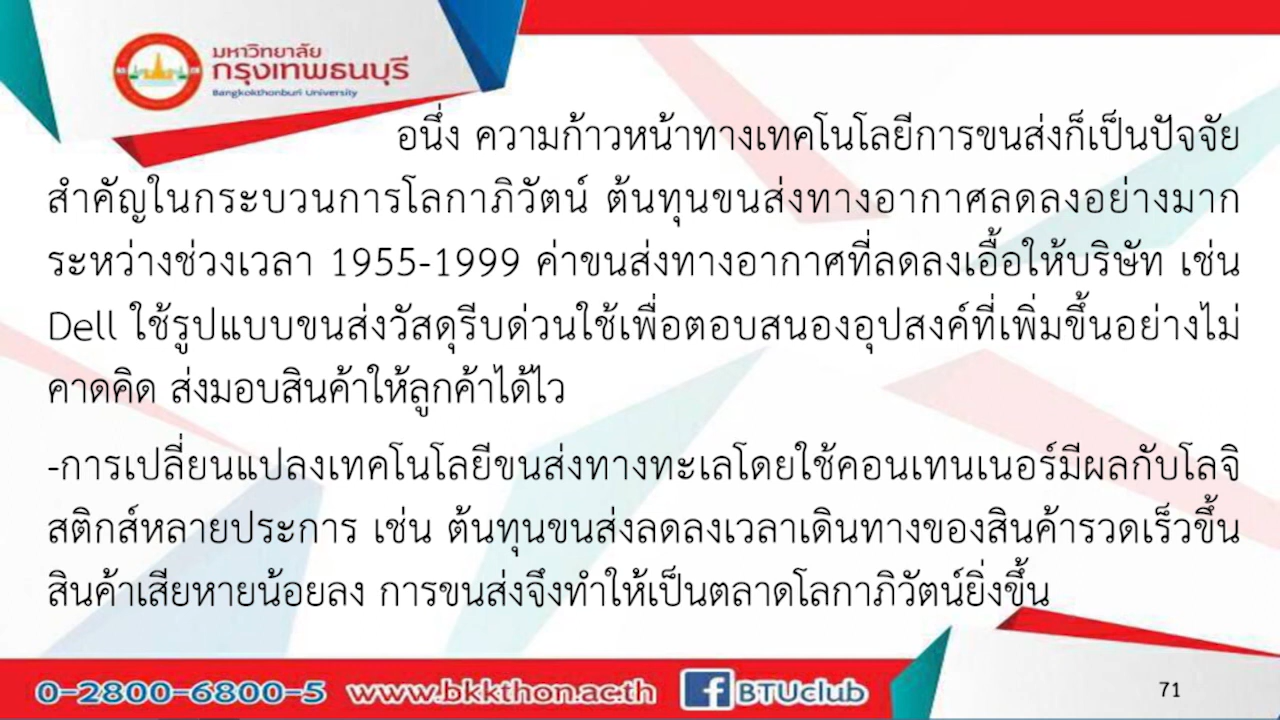 มหาวิทยาลัย
กรุงเทพธนบุรี
Bangkokthonburi University
อนึ่ง ความก้าวหน้าทางเทคโนโลยีการขนส่งก็เป็นปัจจัย
สำคัญในกระบวนการโลกาภิวัตน์ ต้นทุนขนส่งทางอากาศลดลงอย่างมาก
ระหว่างช่วงเวลา 1955-1999 ค่าขนส่งทางอากาศที่ลดลงเอื้อให้บริษัท เช่น
Dell ใช้รูปแบบขนส่งวัสดุรีบด่วนใช้เพื่อตอบสนองอุปสงค์ที่เพิ่มขึ้นอย่างไม่
คาดคิด ส่งมอบสินค้าให้ลูกค้าได้ไว
-การเปลี่ยนแปลงเทคโนโลยีขนส่งทางทะเลโดยใช้คอนเทนเนอร์มีผลกับโลจิ
สติกส์หลายประการ เช่น ต้นทุนขนส่งลดลงเวลาเดินทางของสินค้ารวดเร็วขึ้น
สินค้าเสียหายน้อยลง การขนส่งจึงทำให้เป็นตลาดโลกาภิวัตน์ยิ่งขึ้น
0-2800-6800-5 www.bkkthon.ac.th f BTUclub
71